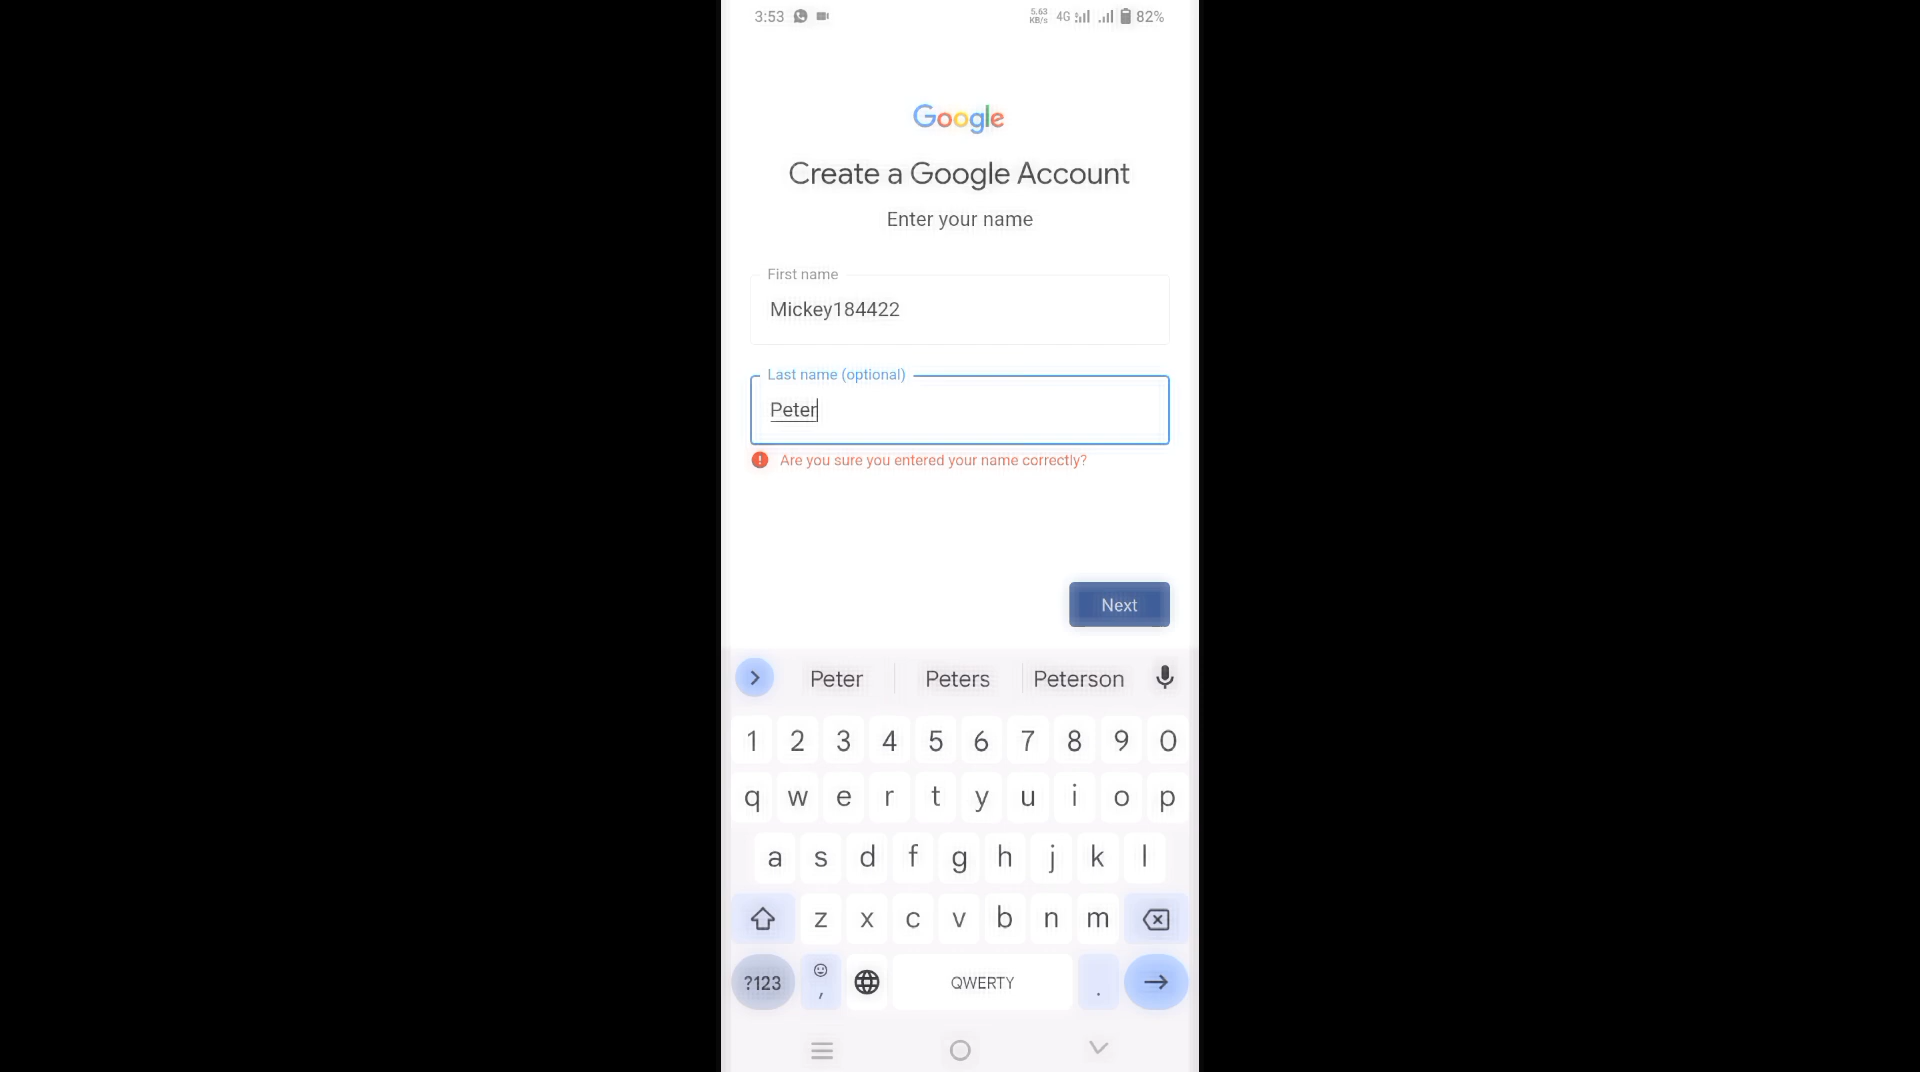 3:53
5.63
KB/s
4G
82%
Google
Create a Google Account
Enter your name
First name
Mickey184422
Last name (optional)
Peter
Are you sure you entered your name correctly?
Next
Peter Peters Peterson
1 2 3 4 5 6 7 8 9 0
q w e r t y u i o p
a s d f g h j k l
z x c v b n m
?123 , QWERTY .